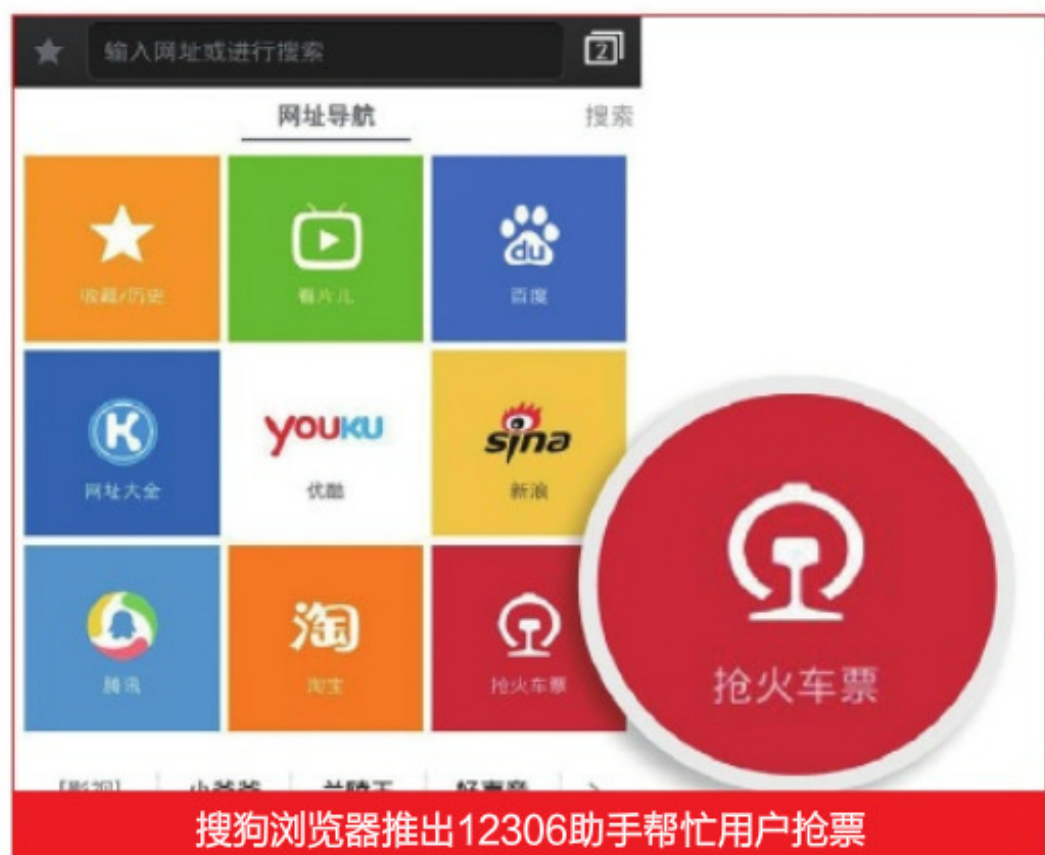 输入网址或进行搜索 2
网址导航 搜索
du
收藏/历史 看片儿 百度
K YOUKU sina
网址大全 优酷 新浪
淘
腾讯 淘宝 抢火车票
抢火车票
搜狗浏览器推出12306助手帮忙用户抢票